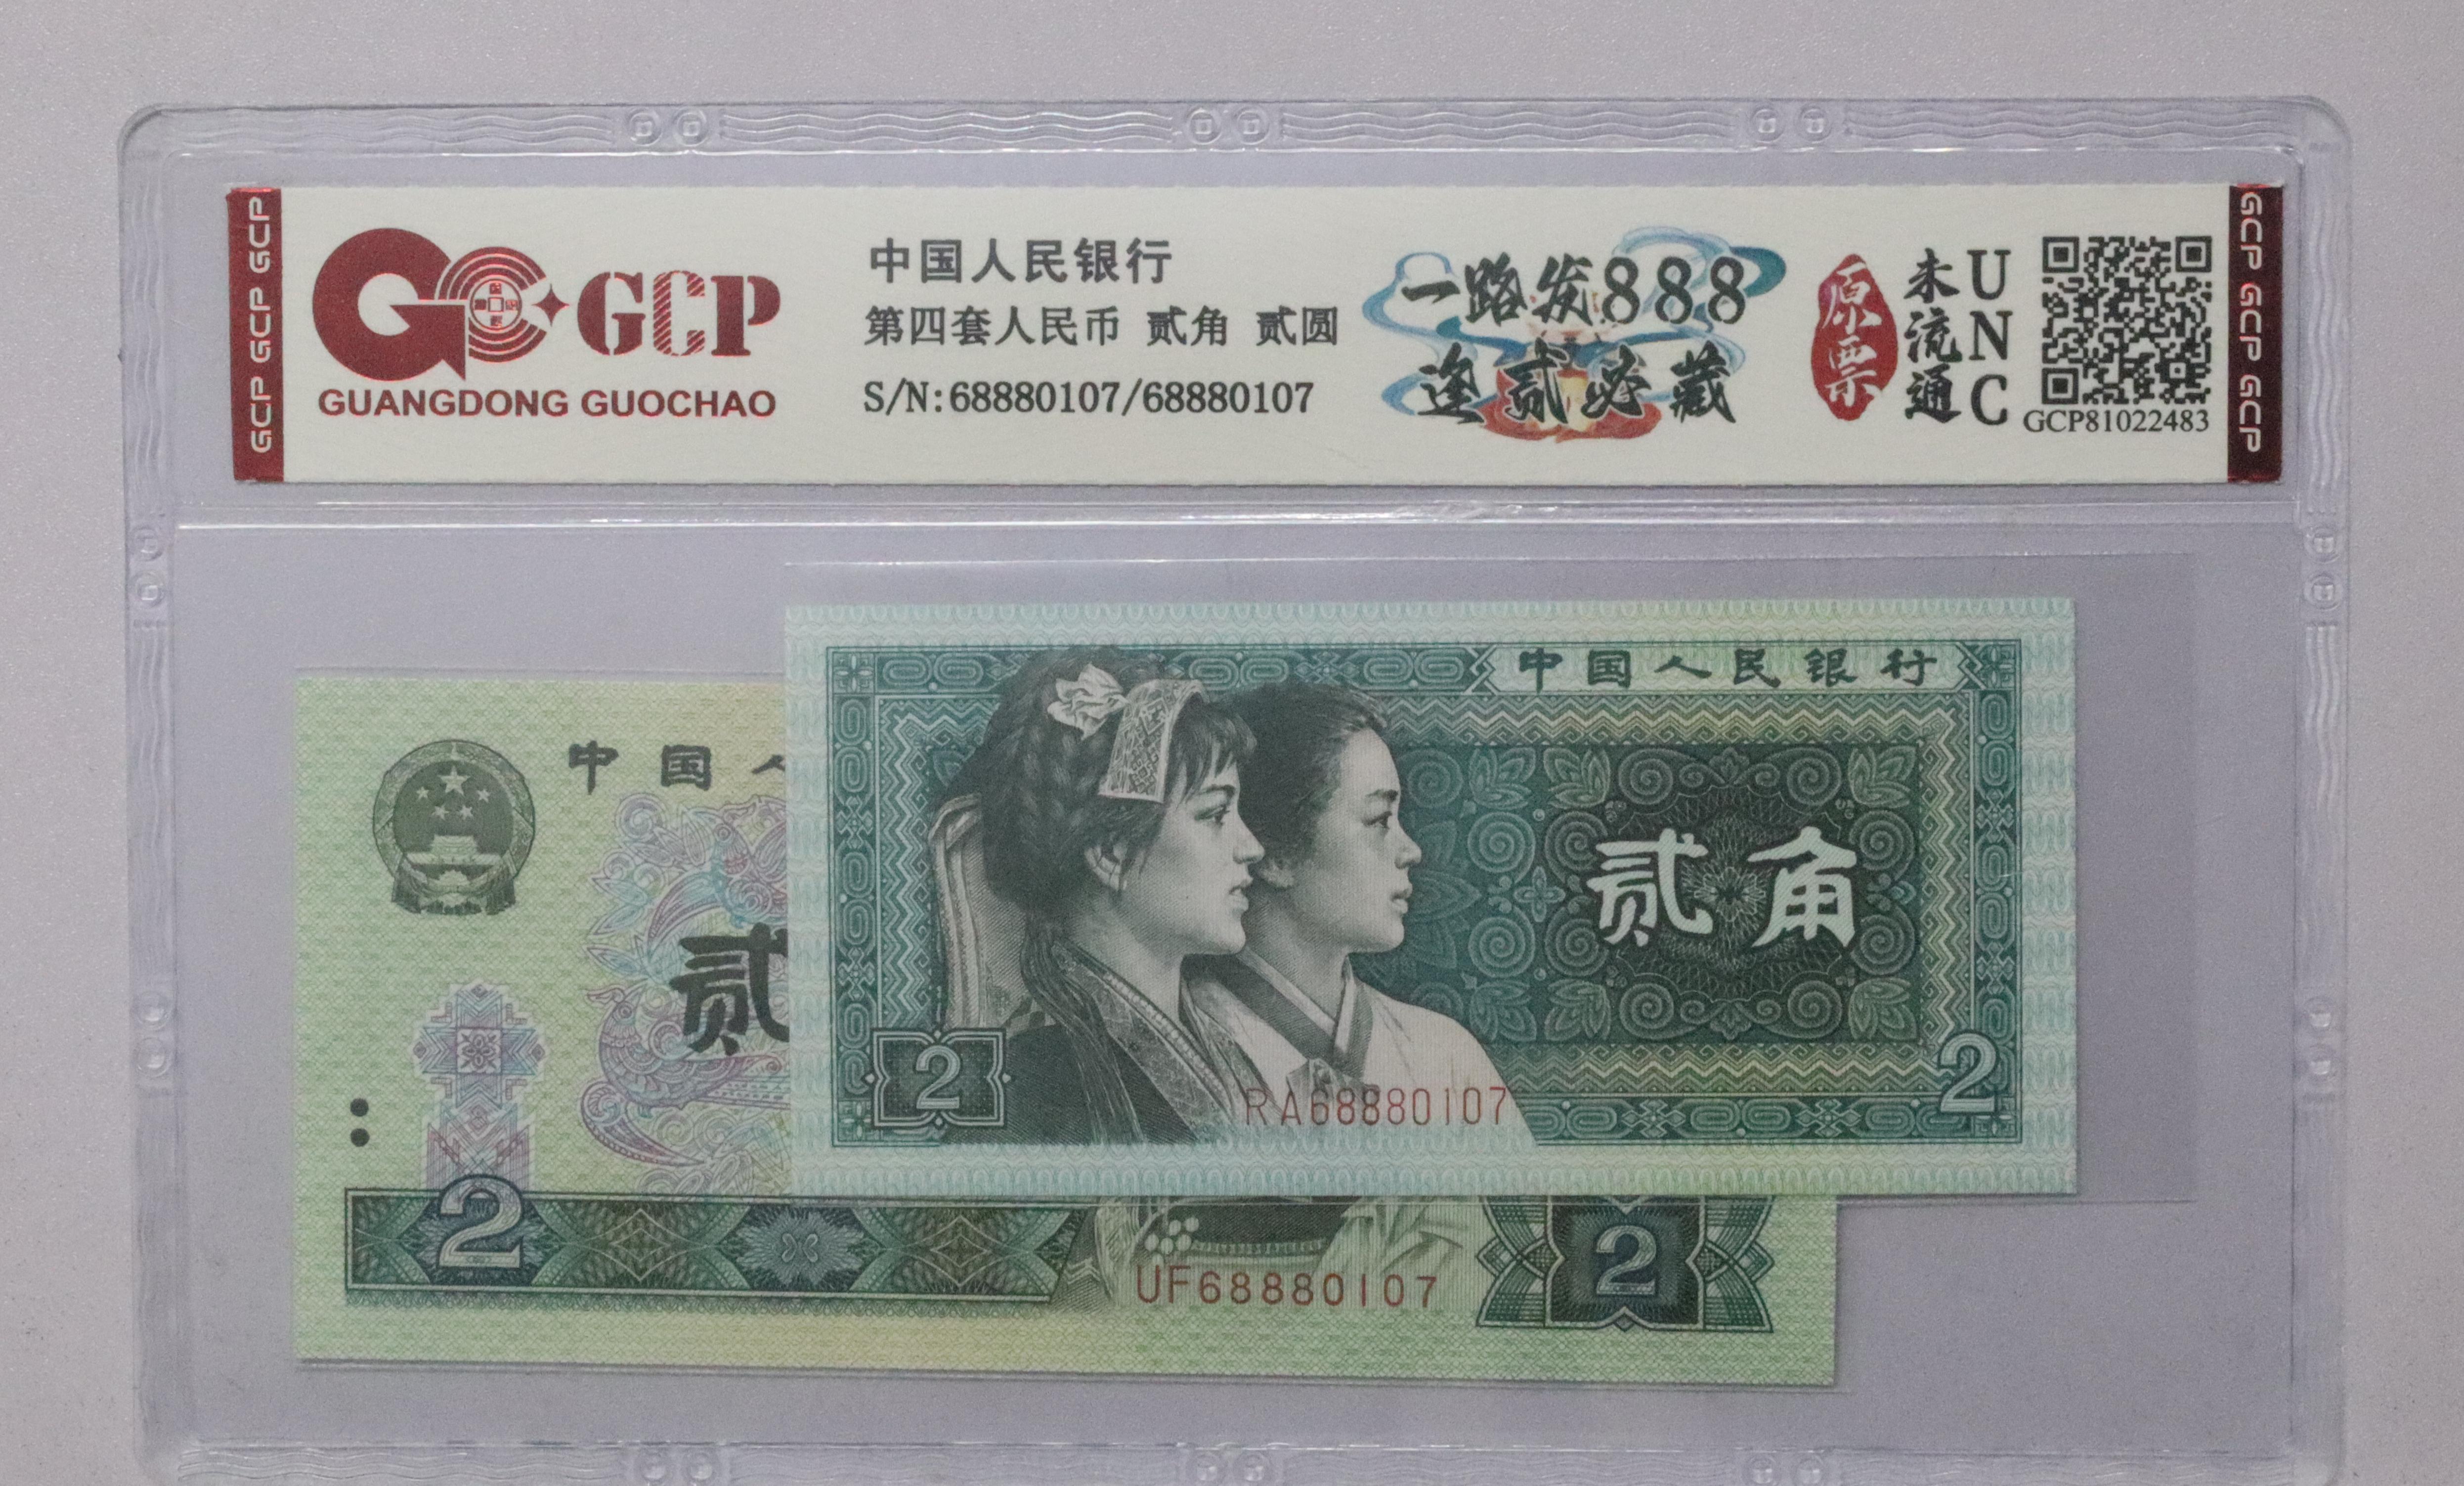 GCP GCP GCP
GCP
GUANGDONG GUOCHAO
中国人民银行
第四套人民币 贰角 贰圆
S/N:68880107/68880107
一路发888
逢贰必藏
原票
未流通
UNC
GCP81022483
GCP GCP GCP
中国人民银行
贰角
2
RA68880107
2
中国人
贰
2
UF68880107
2